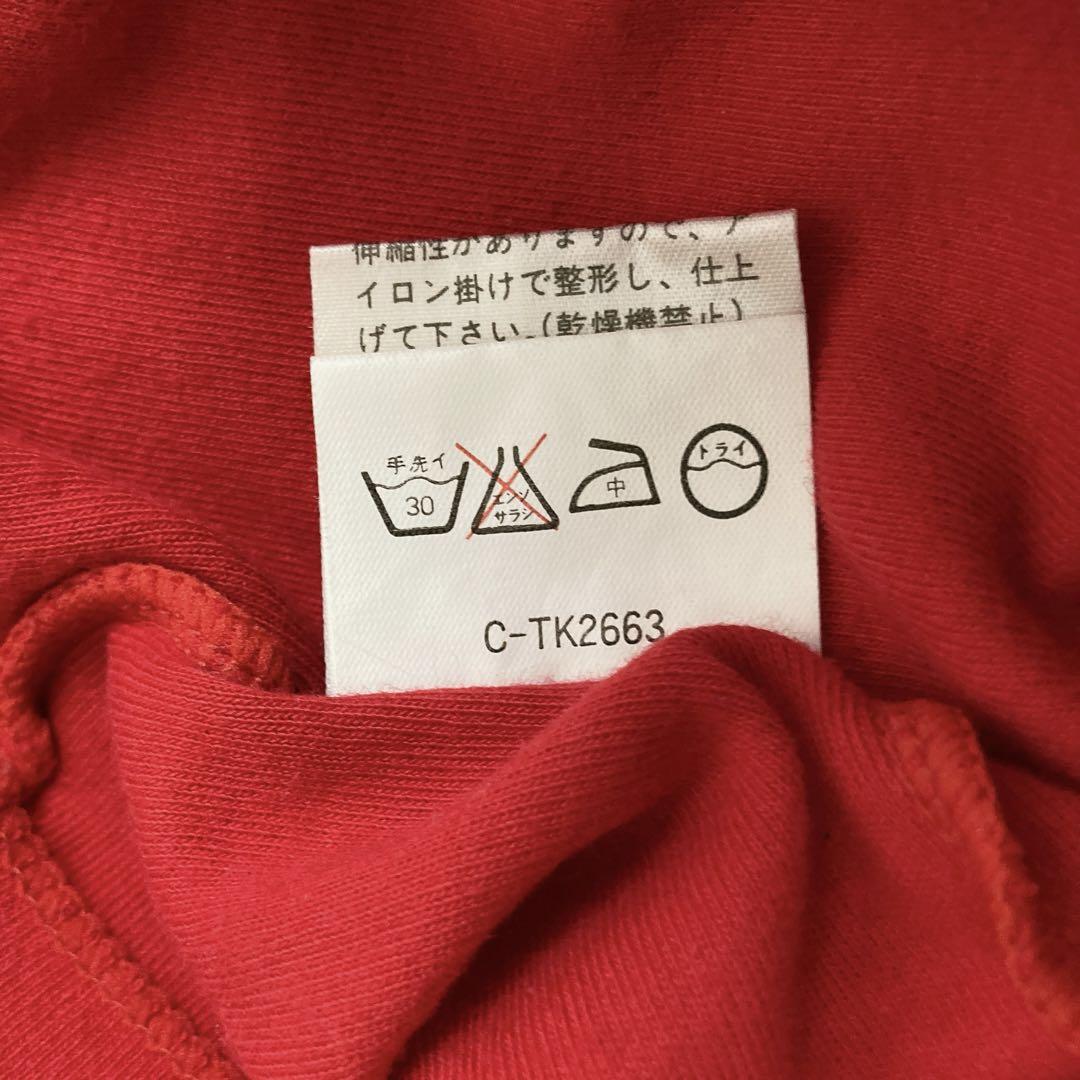 伸縮性がありますので、ア
イロン掛けで整形し、仕上
げて下さい。(乾燥機禁止)
手洗イ
30
エンソ
サラシ
中
ドライ
C-TK2663